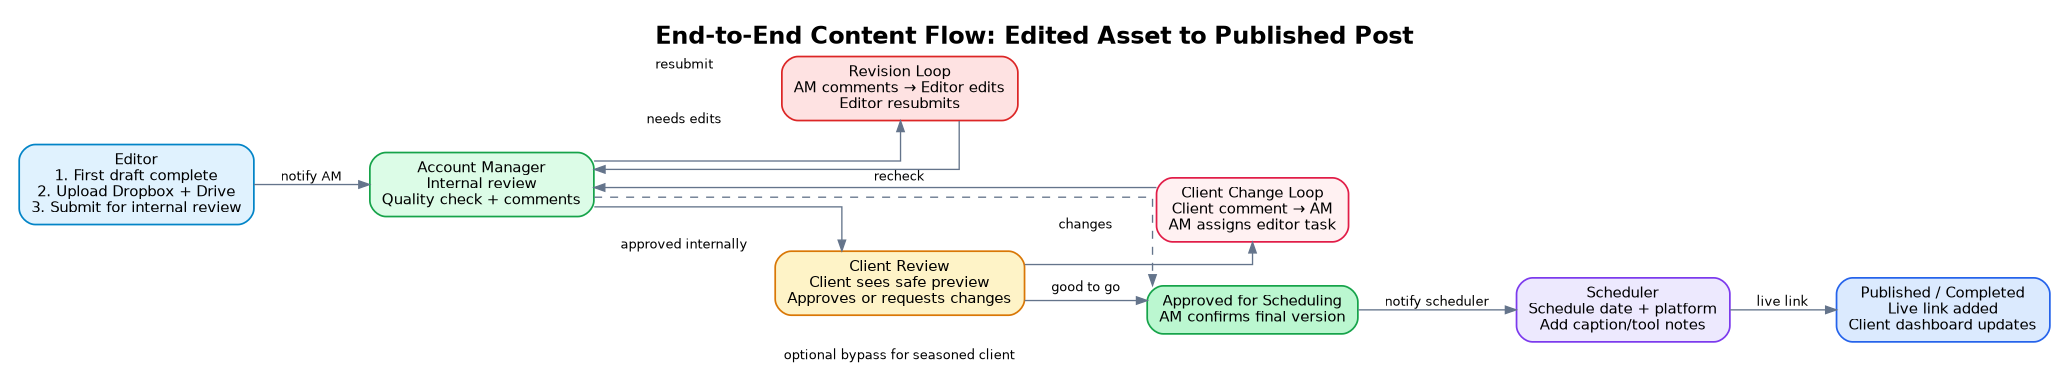 End-to-End Content Flow: Edited Asset to Published Post
resubmit
Revision Loop
AM comments → Editor edits
Editor resubmits
needs edits
Editor
1. First draft complete
2. Upload Dropbox + Drive
3. Submit for internal review
notify AM
Account Manager
Internal review
Quality check + comments
recheck
Client Change Loop
Client comment → AM
AM assigns editor task
changes
approved internally
Client Review
Client sees safe preview
Approves or requests changes
good to go
Approved for Scheduling
AM confirms final version
notify scheduler
Scheduler
Schedule date + platform
Add caption/tool notes
live link
Published / Completed
Live link added
Client dashboard updates
optional bypass for seasoned client